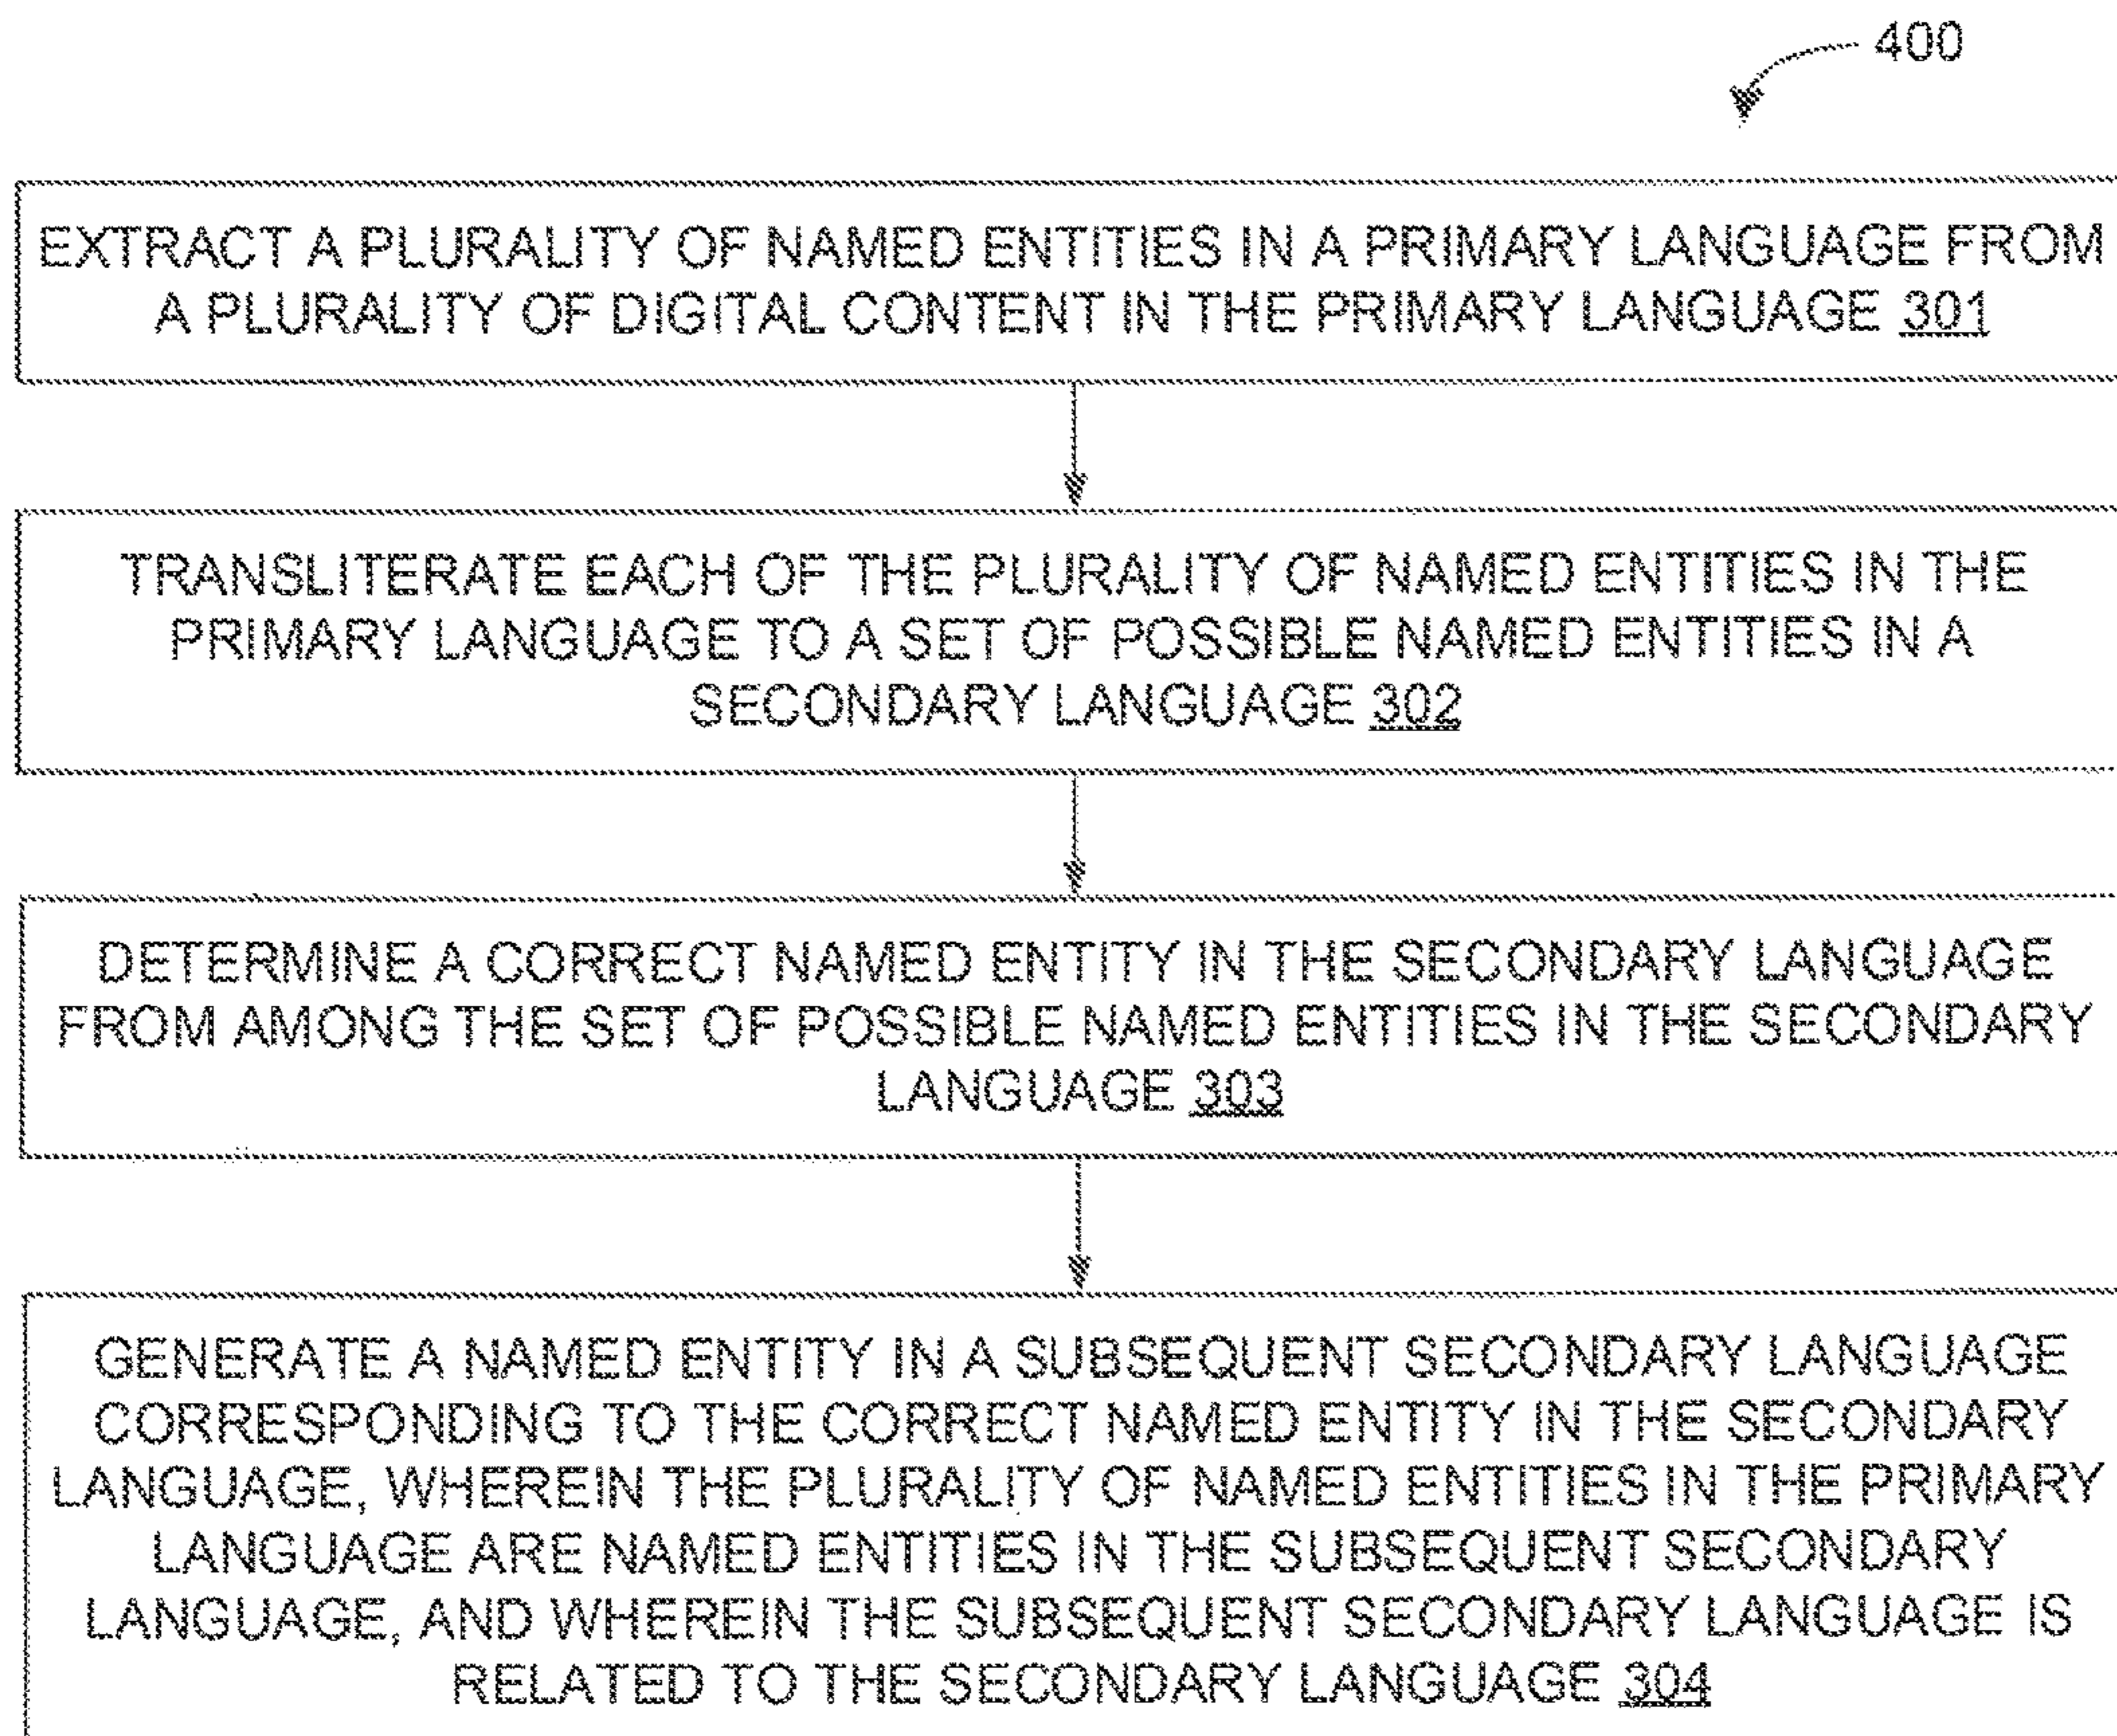 400
EXTRACT A PLURALITY OF NAMED ENTITIES IN A PRIMARY LANGUAGE FROM
A PLURALITY OF DIGITAL CONTENT IN THE PRIMARY LANGUAGE 301
TRANSLITERATE EACH OF THE PLURALITY OF NAMED ENTITIES IN THE
PRIMARY LANGUAGE TO A SET OF POSSIBLE NAMED ENTITIES IN A
SECONDARY LANGUAGE 302
DETERMINE A CORRECT NAMED ENTITY IN THE SECONDARY LANGUAGE
FROM AMONG THE SET OF POSSIBLE NAMED ENTITIES IN THE SECONDARY
LANGUAGE 303
GENERATE A NAMED ENTITY IN A SUBSEQUENT SECONDARY LANGUAGE
CORRESPONDING TO THE CORRECT NAMED ENTITY IN THE SECONDARY
LANGUAGE, WHEREIN THE PLURALITY OF NAMED ENTITIES IN THE PRIMARY
LANGUAGE ARE NAMED ENTITIES IN THE SUBSEQUENT SECONDARY
LANGUAGE, AND WHEREIN THE SUBSEQUENT SECONDARY LANGUAGE IS
RELATED TO THE SECONDARY LANGUAGE 304